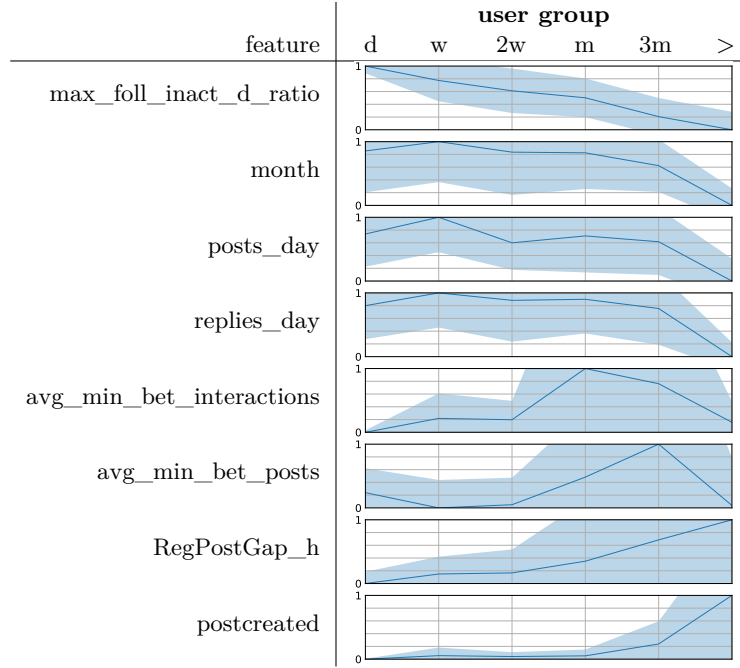 user group
feature d w 2w m 3m >
max_foll_inact_d_ratio
1
0
month
1
0
posts_day
1
0
replies_day
1
0
avg_min_bet_interactions
1
0
avg_min_bet_posts
1
0
RegPostGap_h
1
0
postcreated
1
0